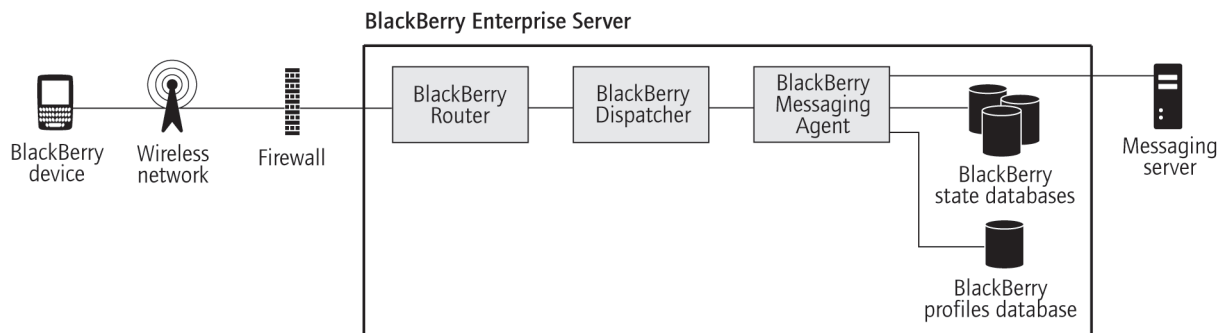 BlackBerry Enterprise Server
BlackBerry
device
Wireless
network
Firewall
BlackBerry
Router
BlackBerry
Dispatcher
BlackBerry
Messaging
Agent
BlackBerry
state databases
BlackBerry
profiles database
Messaging
server